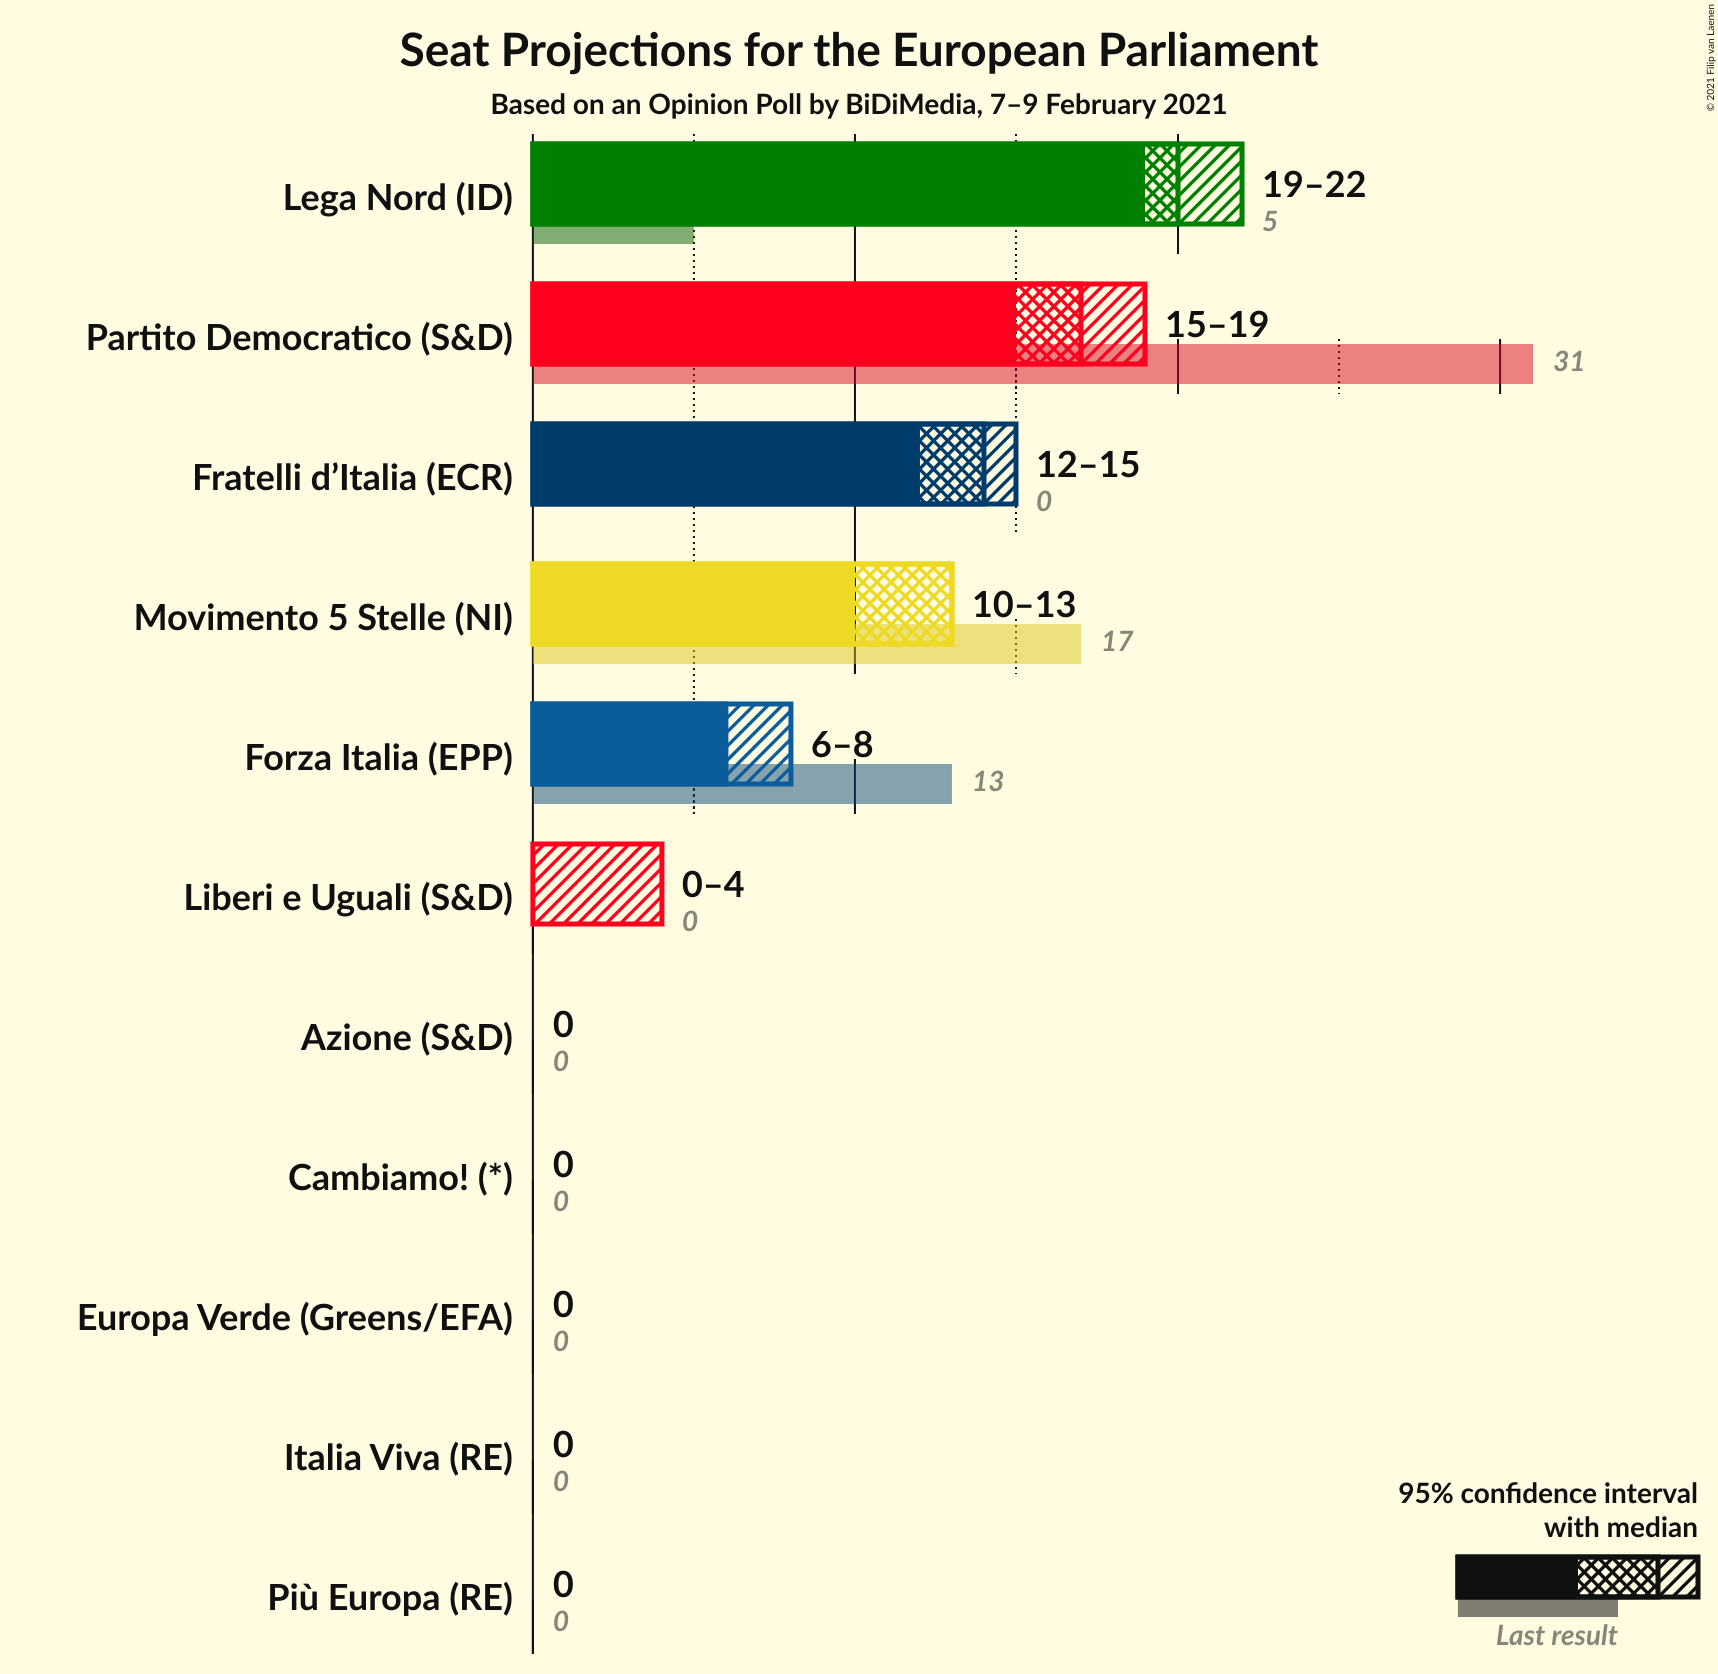 Seat Projections for the European Parliament
Based on an Opinion Poll by BiDiMedia, 7–9 February 2021
© 2021 Filip van Laenen
Lega Nord (ID)
19–22
5
Partito Democratico (S&D)
15–19
31
Fratelli d’Italia (ECR)
12–15
0
Movimento 5 Stelle (NI)
10–13
17
Forza Italia (EPP)
6–8
13
Liberi e Uguali (S&D)
0–4
0
Azione (S&D)
0
0
Cambiamo! (*)
0
0
Europa Verde (Greens/EFA)
0
0
Italia Viva (RE)
0
0
Più Europa (RE)
0
0
95% confidence interval
with median
Last result